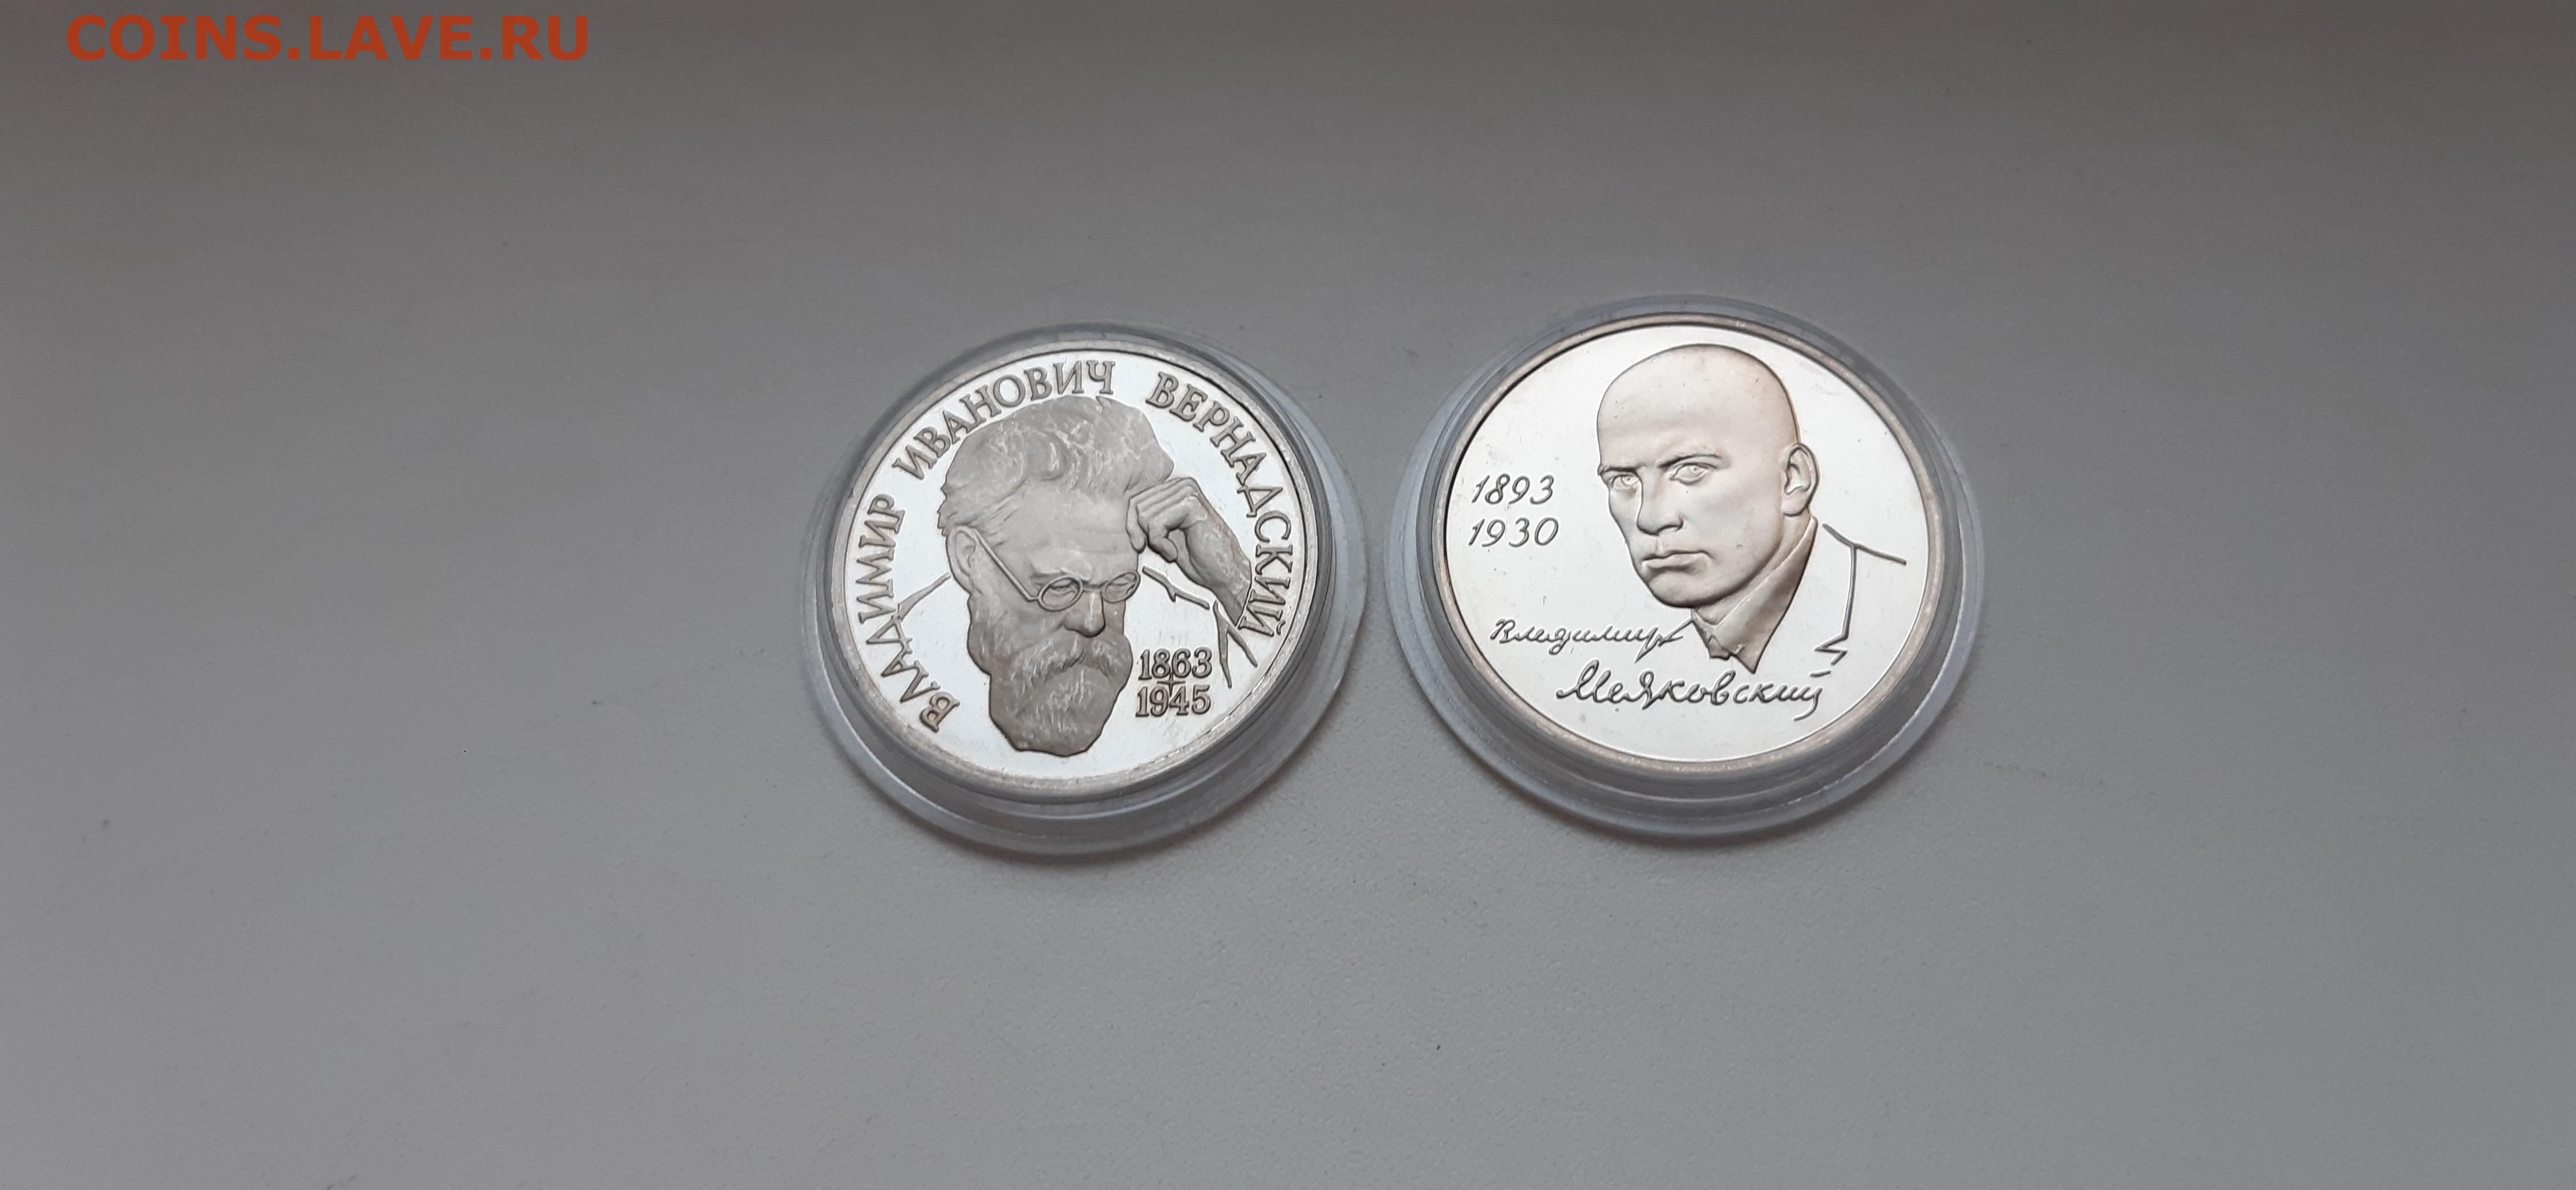 COINS.LAVE.RU
ВЛАДИМИР ИВАНОВИЧ ВЕРНАДСКИЙ
1863
1945
1893
1930
Владимир
Маяковский